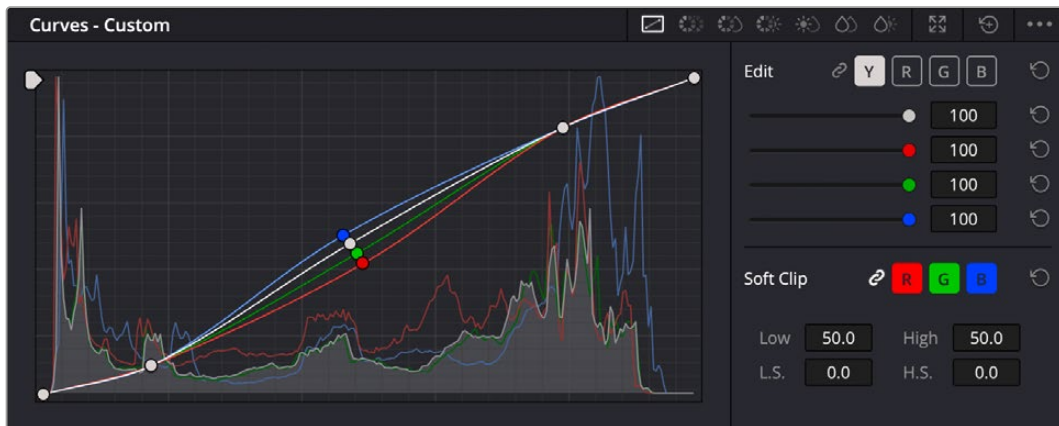 Curves - Custom
Edit Y R G B
100
100
100
100
Soft Clip R G B
Low 50.0 High 50.0
L.S. 0.0 H.S. 0.0